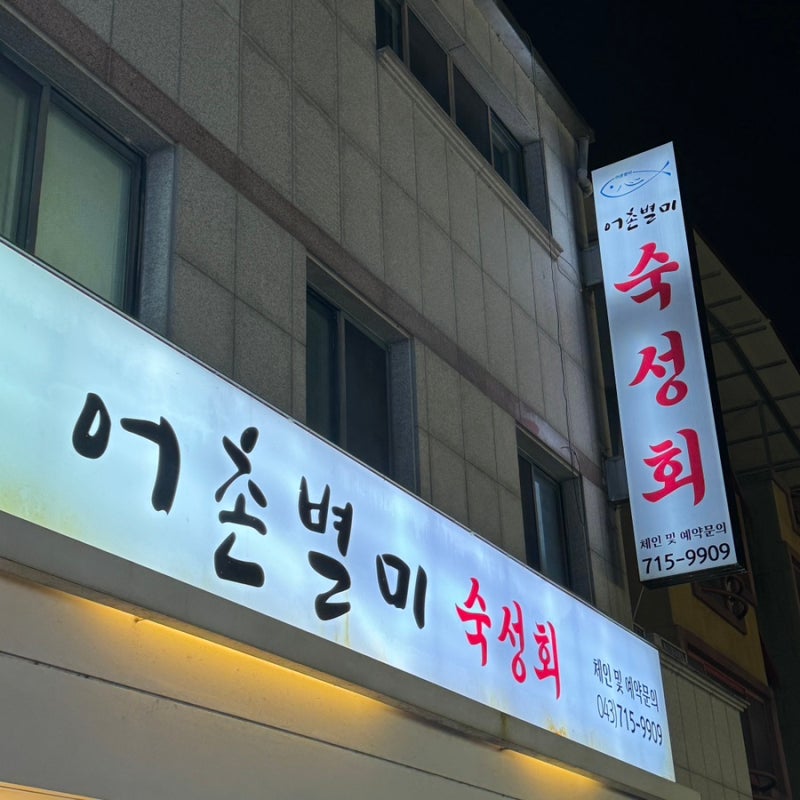 어촌별미 숙성회
체인 및 예약문의
043)715-9909
어촌별미
숙성회
체인 및 예약문의
715-9909